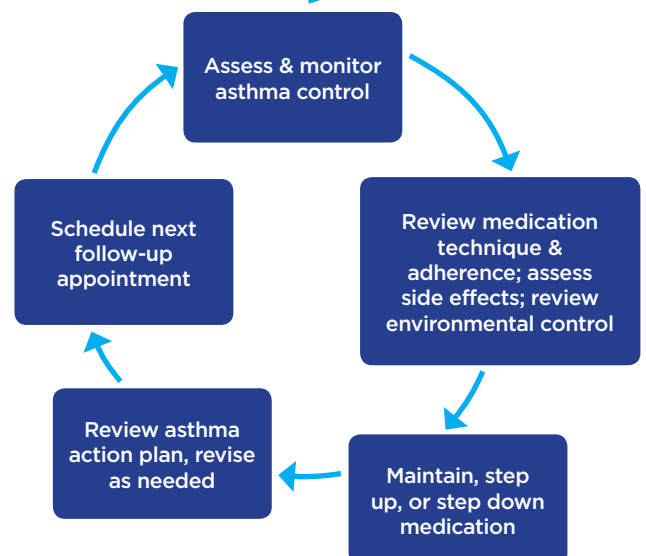 Assess & monitor
asthma control
Review medication
technique &
adherence; assess
side effects; review
environmental control
Maintain, step
up, or step down
medication
Review asthma
action plan, revise
as needed
Schedule next
follow-up
appointment